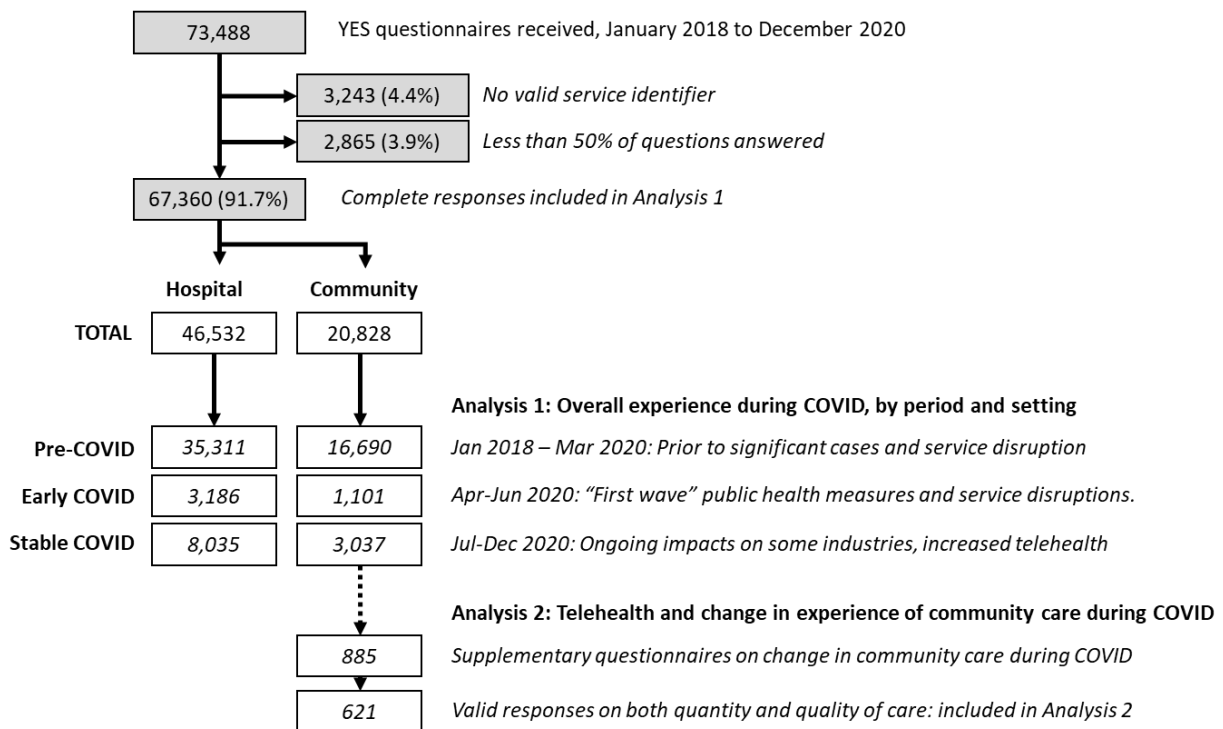 73,488 YES questionnaires received, January 2018 to December 2020
3,243 (4.4%) No valid service identifier
2,865 (3.9%) Less than 50% of questions answered
67,360 (91.7%) Complete responses included in Analysis 1
Hospital Community
TOTAL 46,532 20,828
Analysis 1: Overall experience during COVID, by period and setting
Pre-COVID 35,311 16,690 Jan 2018 – Mar 2020: Prior to significant cases and service disruption
Early COVID 3,186 1,101 Apr-Jun 2020: “First wave” public health measures and service disruptions.
Stable COVID 8,035 3,037 Jul-Dec 2020: Ongoing impacts on some industries, increased telehealth
Analysis 2: Telehealth and change in experience of community care during COVID
885 Supplementary questionnaires on change in community care during COVID
621 Valid responses on both quantity and quality of care: included in Analysis 2